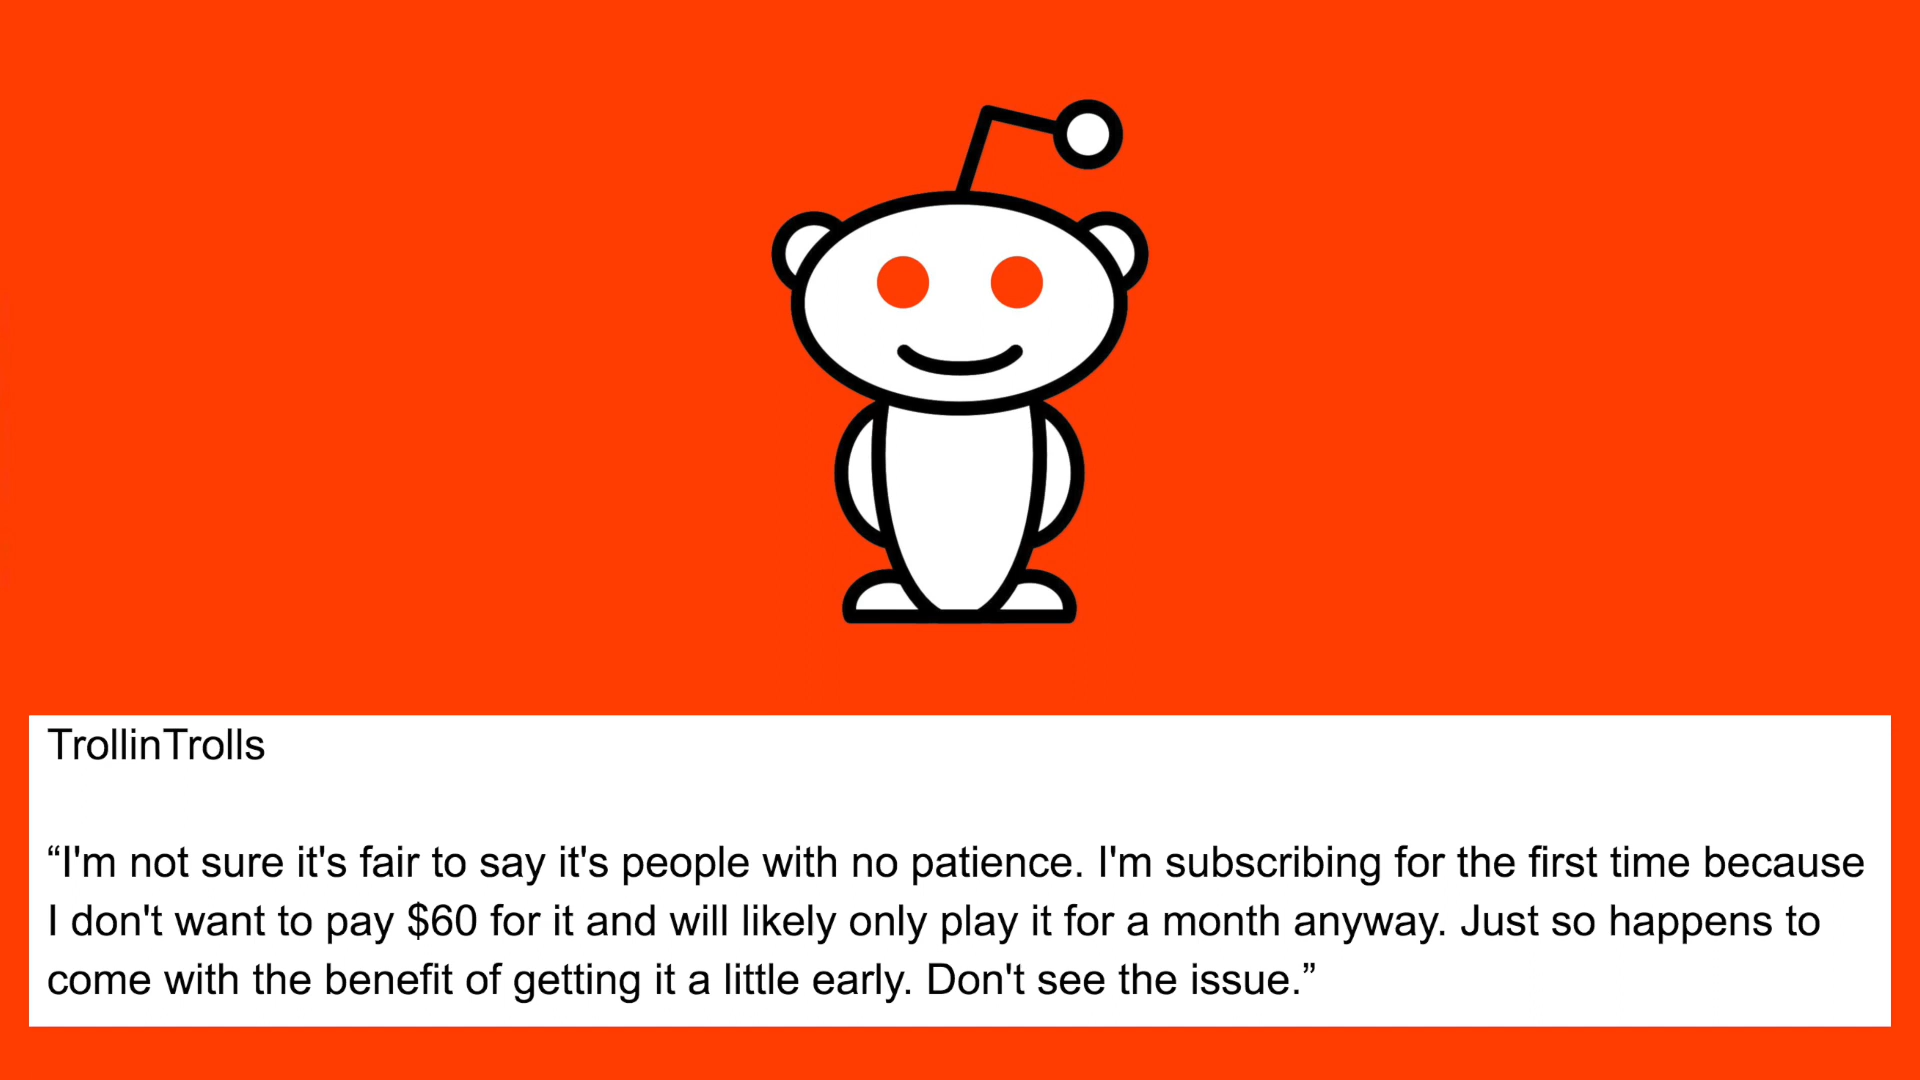 TrollinTrolls
“I'm not sure it's fair to say it's people with no patience. I'm subscribing for the first time because
I don't want to pay $60 for it and will likely only play it for a month anyway. Just so happens to
come with the benefit of getting it a little early. Don't see the issue.”